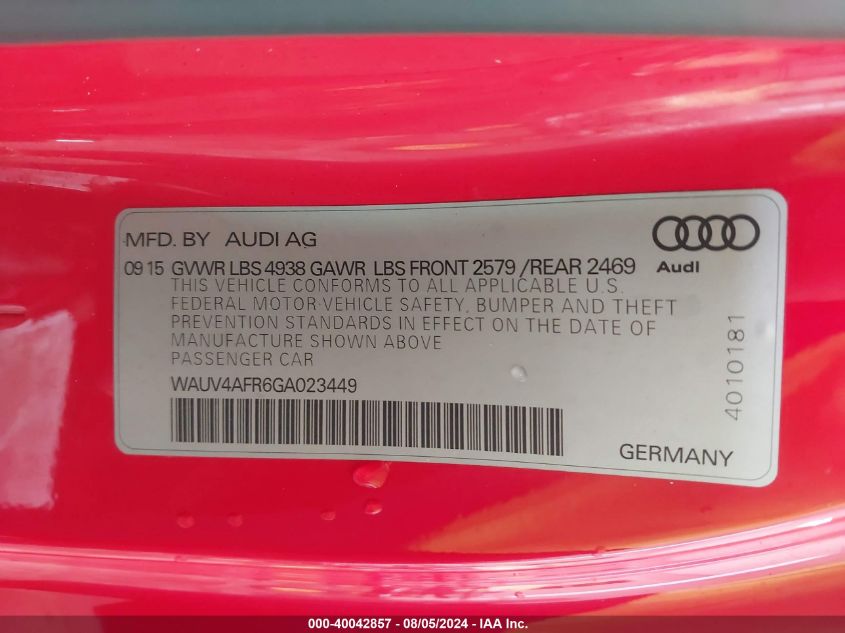 MFD. BY AUDI AG
09 15 GVWR LBS 4938 GAWR LBS FRONT 2579 /REAR 2469
THIS VEHICLE CONFORMS TO ALL APPLICABLE U.S.
FEDERAL MOTOR VEHICLE SAFETY, BUMPER AND THEFT
PREVENTION STANDARDS IN EFFECT ON THE DATE OF
MANUFACTURE SHOWN ABOVE
PASSENGER CAR
WAUV4AFR6GA023449
Audi
4010181
GERMANY
000-40042857 - 08/05/2024 - IAA Inc.